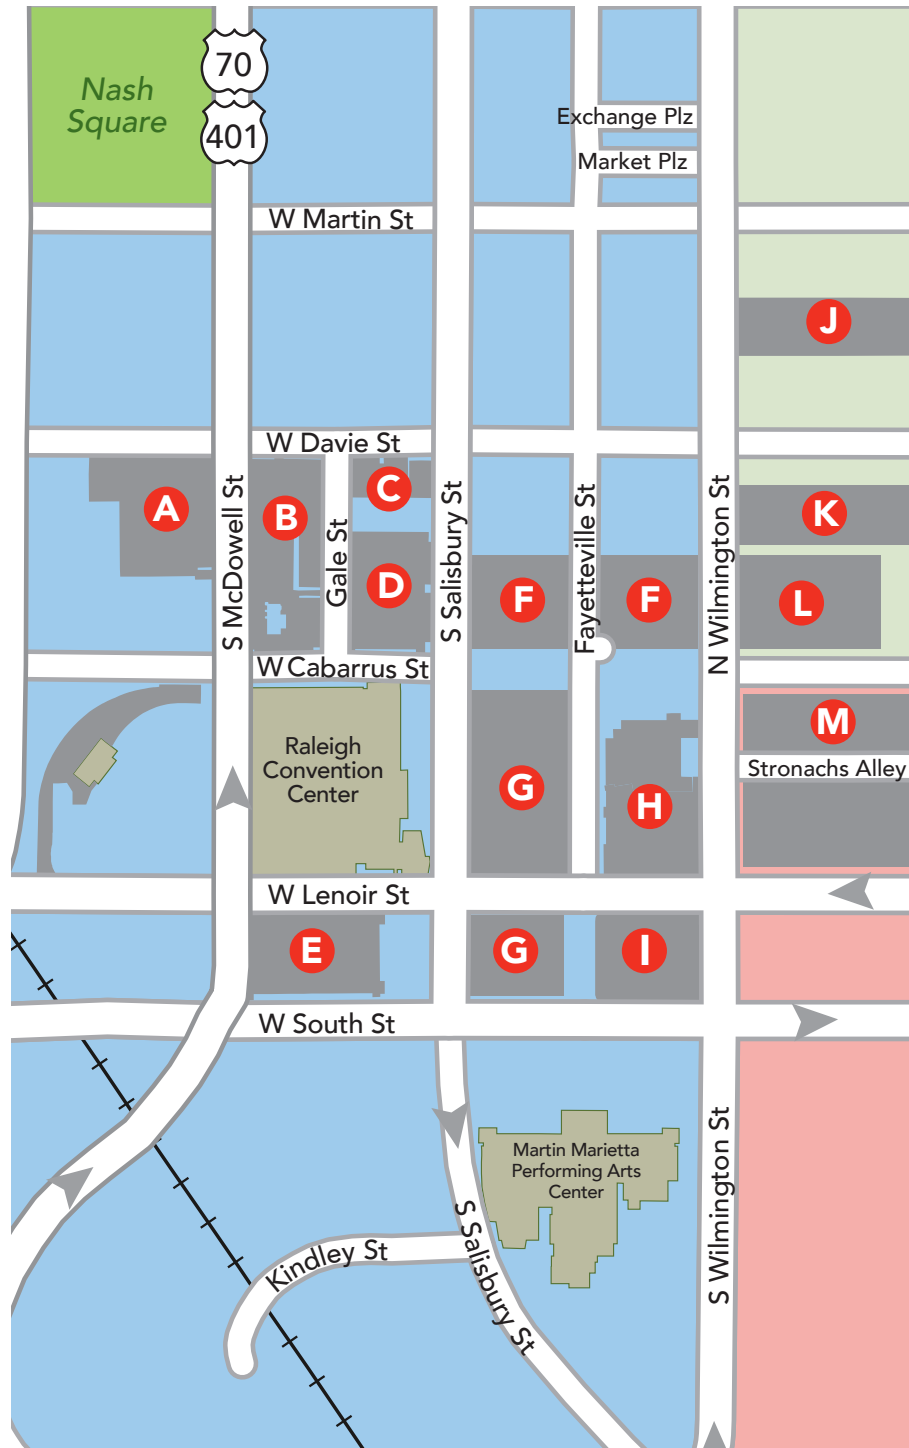 70
Nash
Square
401
Exchange Plz
Market Plz
W Martin St
J
W Davie St
C
K
A
B
S McDowell St
Gale St
S Salisbury St
Fayetteville St
N Wilmington St
D
F
F
L
W Cabarrus St
M
Raleigh
Convention
Center
Stronachs Alley
G
H
W Lenoir St
E
G
I
W South St
Martin Marietta
Performing Arts
Center
S Wilmington St
Kindley St
S Salisbury St